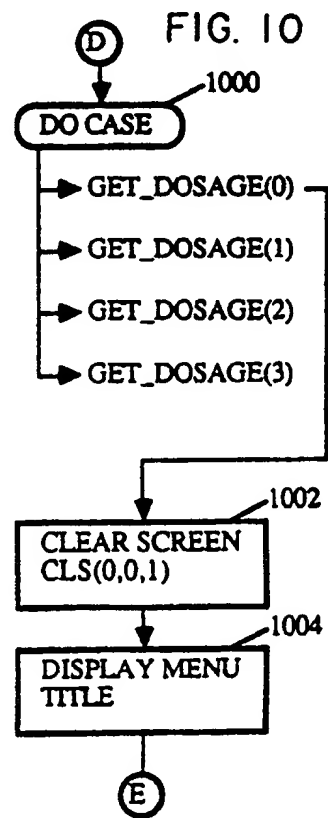 FIG. 10
D
1000
DO CASE
GET_DOSAGE(0)
GET_DOSAGE(1)
GET_DOSAGE(2)
GET_DOSAGE(3)
1002
CLEAR SCREEN
CLS(0,0,1)
1004
DISPLAY MENU
TITLE
E